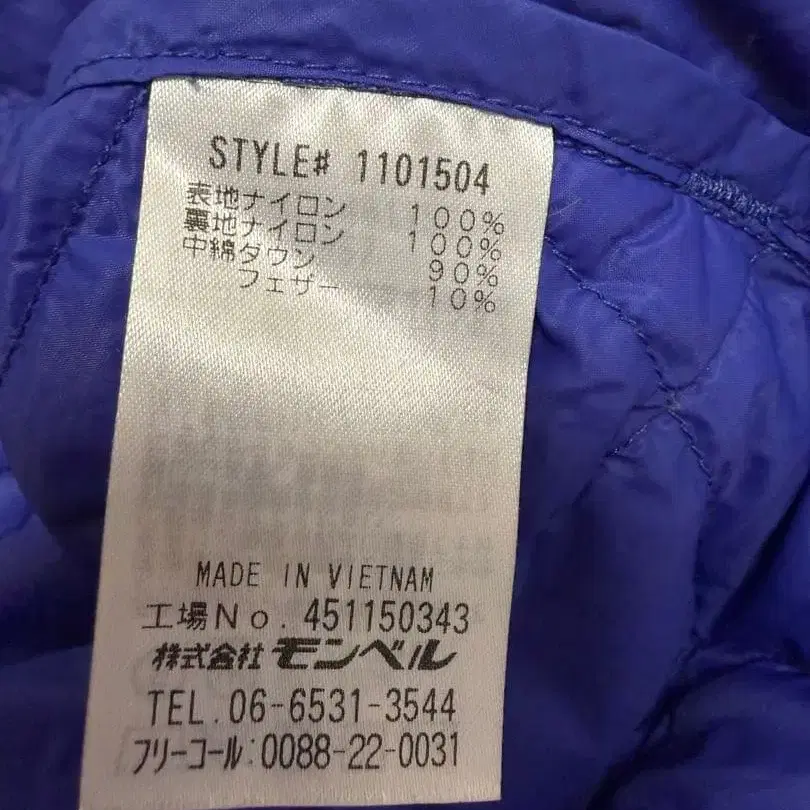 STYLE# 1101504
表地ナイロン 100%
裏地ナイロン 100%
中綿ダウン 90%
フェザー 10%
MADE IN VIETNAM
工場No. 451150343
株式会社 モンベル
TEL. 06-6531-3544
フリーコール:0088-22-0031